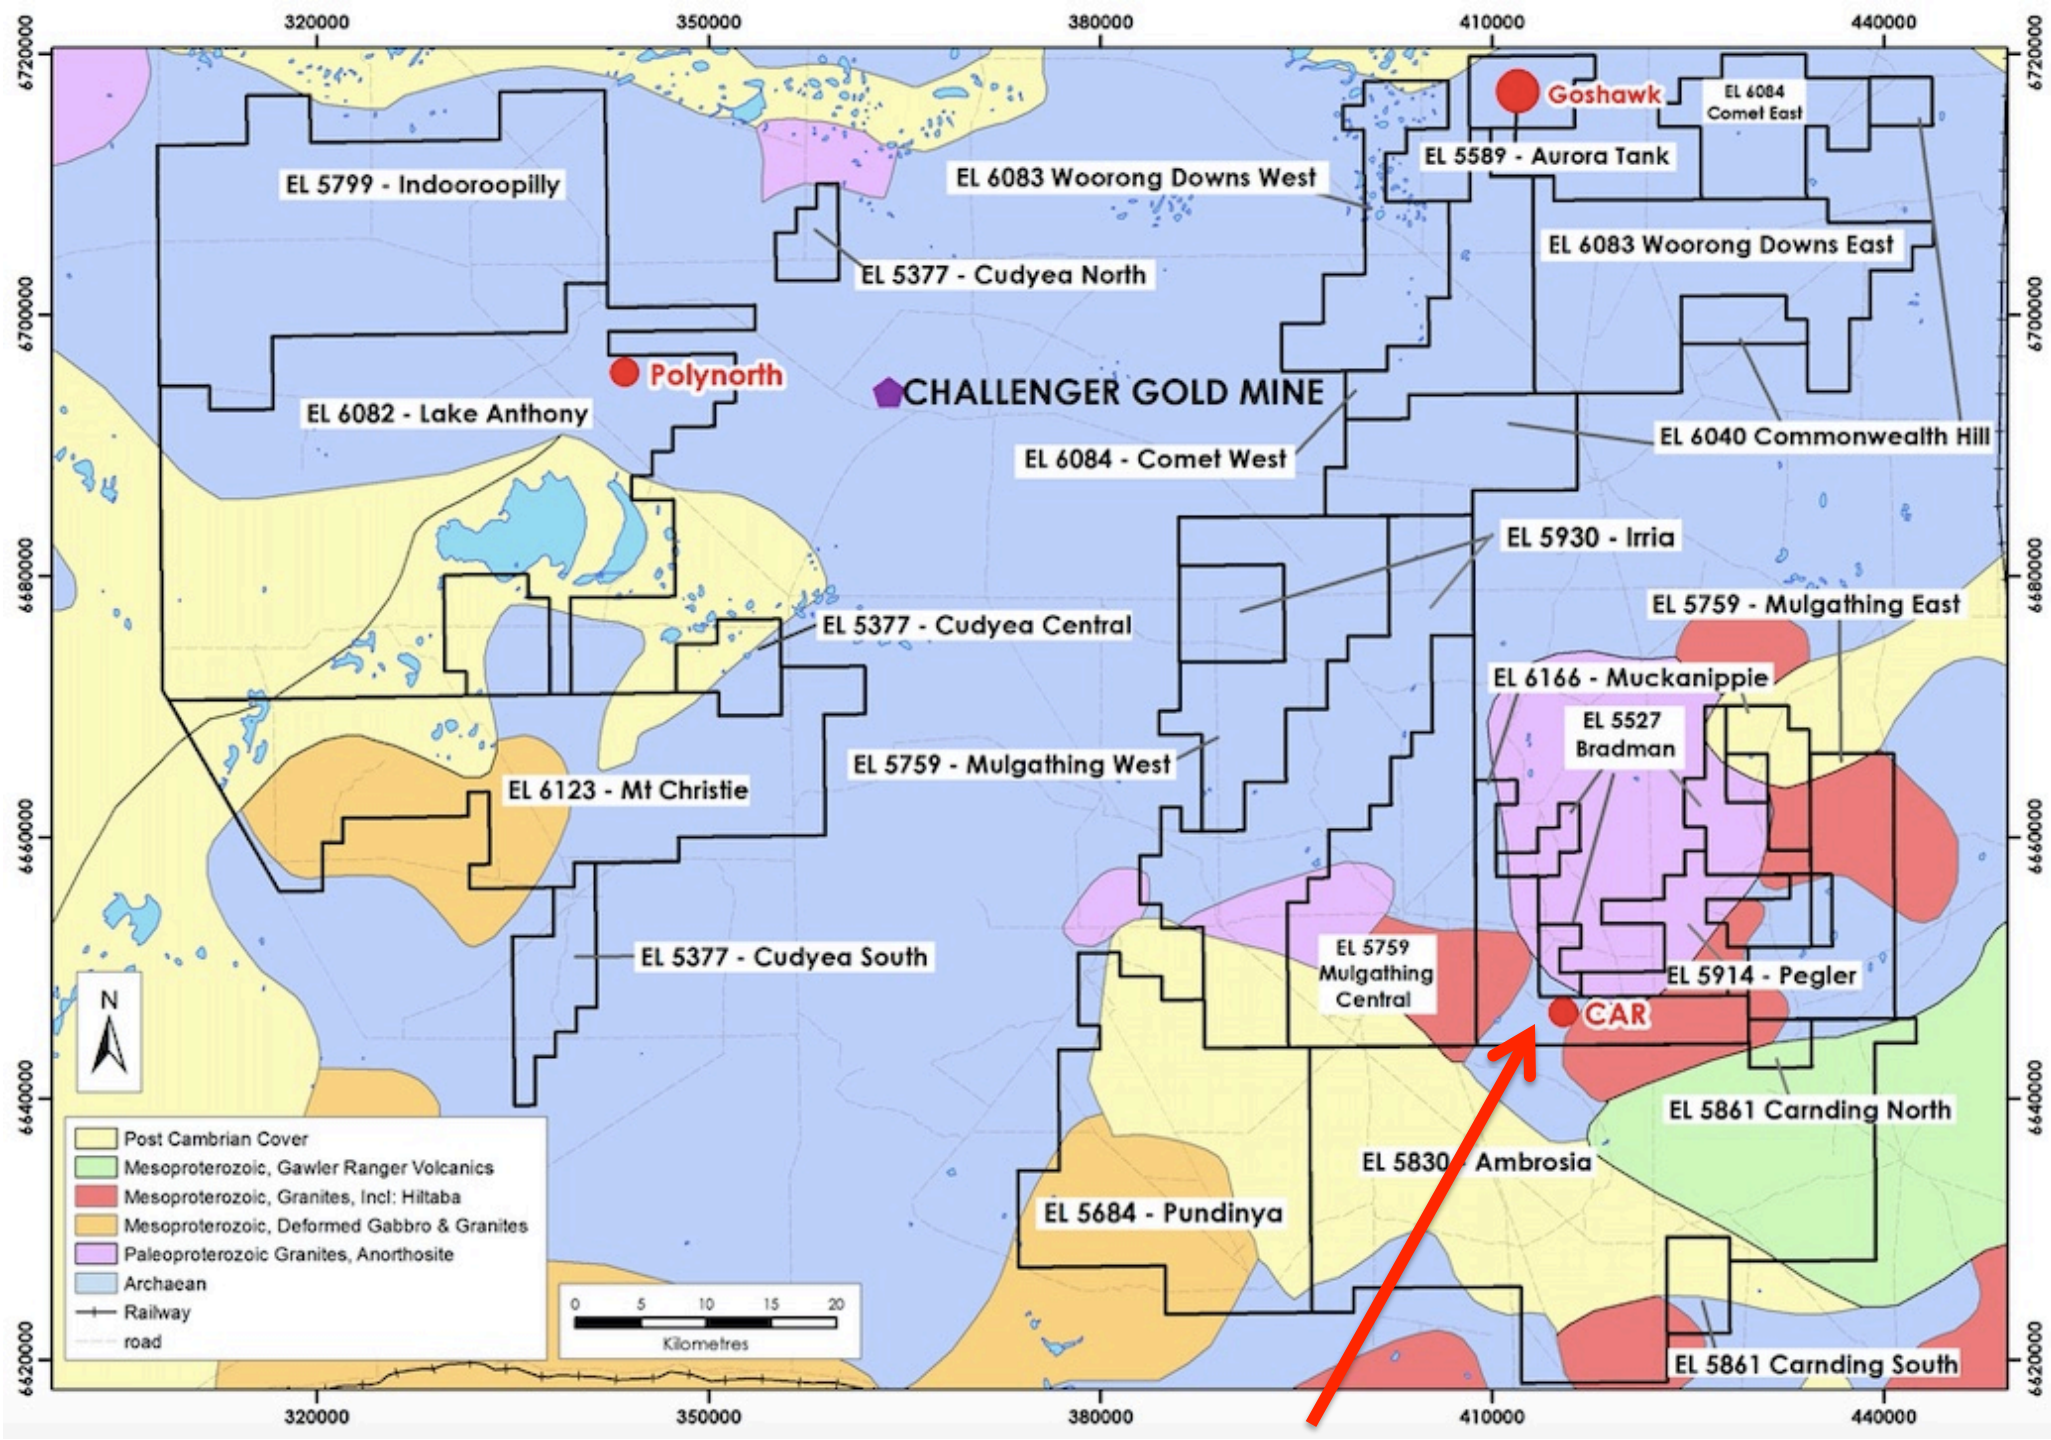 320000
350000
380000
410000
440000
6720000
6720000
Goshawk
EL 6084
Comet East
EL 5589 - Aurora Tank
EL 5799 - Indooroopilly
EL 6083 Woorong Downs West
EL 6083 Woorong Downs East
EL 5377 - Cudyea North
6700000
6700000
Polynorth
CHALLENGER GOLD MINE
EL 6082 - Lake Anthony
EL 6084 - Comet West
EL 6040 Commonwealth Hill
EL 5930 - Irria
6680000
6680000
EL 5759 - Mulgathing East
EL 5377 - Cudyea Central
EL 6166 - Muckanippie
EL 5527
Bradman
EL 5759 - Mulgathing West
EL 6123 - Mt Christie
6660000
6660000
EL 5377 - Cudyea South
EL 5759
Mulgathing
Central
EL 5914 - Pegler
CAR
N
6640000
6640000
EL 5861 Carnding North
EL 5830 - Ambrosia
EL 5684 - Pundinya
Post Cambrian Cover
Mesoproterozoic, Gawler Ranger Volcanics
Mesoproterozoic, Granites, Incl: Hiltaba
Mesoproterozoic, Deformed Gabbro & Granites
Paleoproterozoic Granites, Anorthosite
Archaean
Railway
road
0 5 10 15 20
Kilometres
EL 5861 Carnding South
6620000
6620000
320000
350000
380000
410000
440000